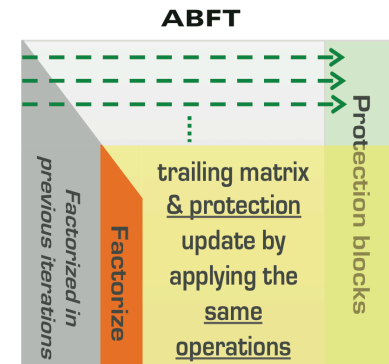 ABFT
Protection blocks
Factorized in
previous iterations
Factorize
trailing matrix
& protection
update by
applying the
same
operations